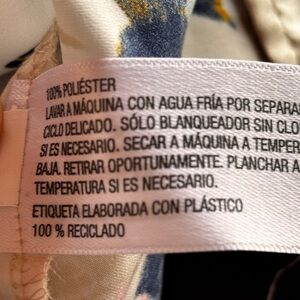 100% POLIÉSTER
LAVAR A MÁQUINA CON AGUA FRÍA POR SEPARA
CICLO DELICADO. SÓLO BLANQUEADOR SIN CLO
SI ES NECESARIO. SECAR A MÁQUINA A TEMPER
BAJA. RETIRAR OPORTUNAMENTE. PLANCHAR A
TEMPERATURA SI ES NECESARIO.
ETIQUETA ELABORADA CON PLÁSTICO
100 % RECICLADO